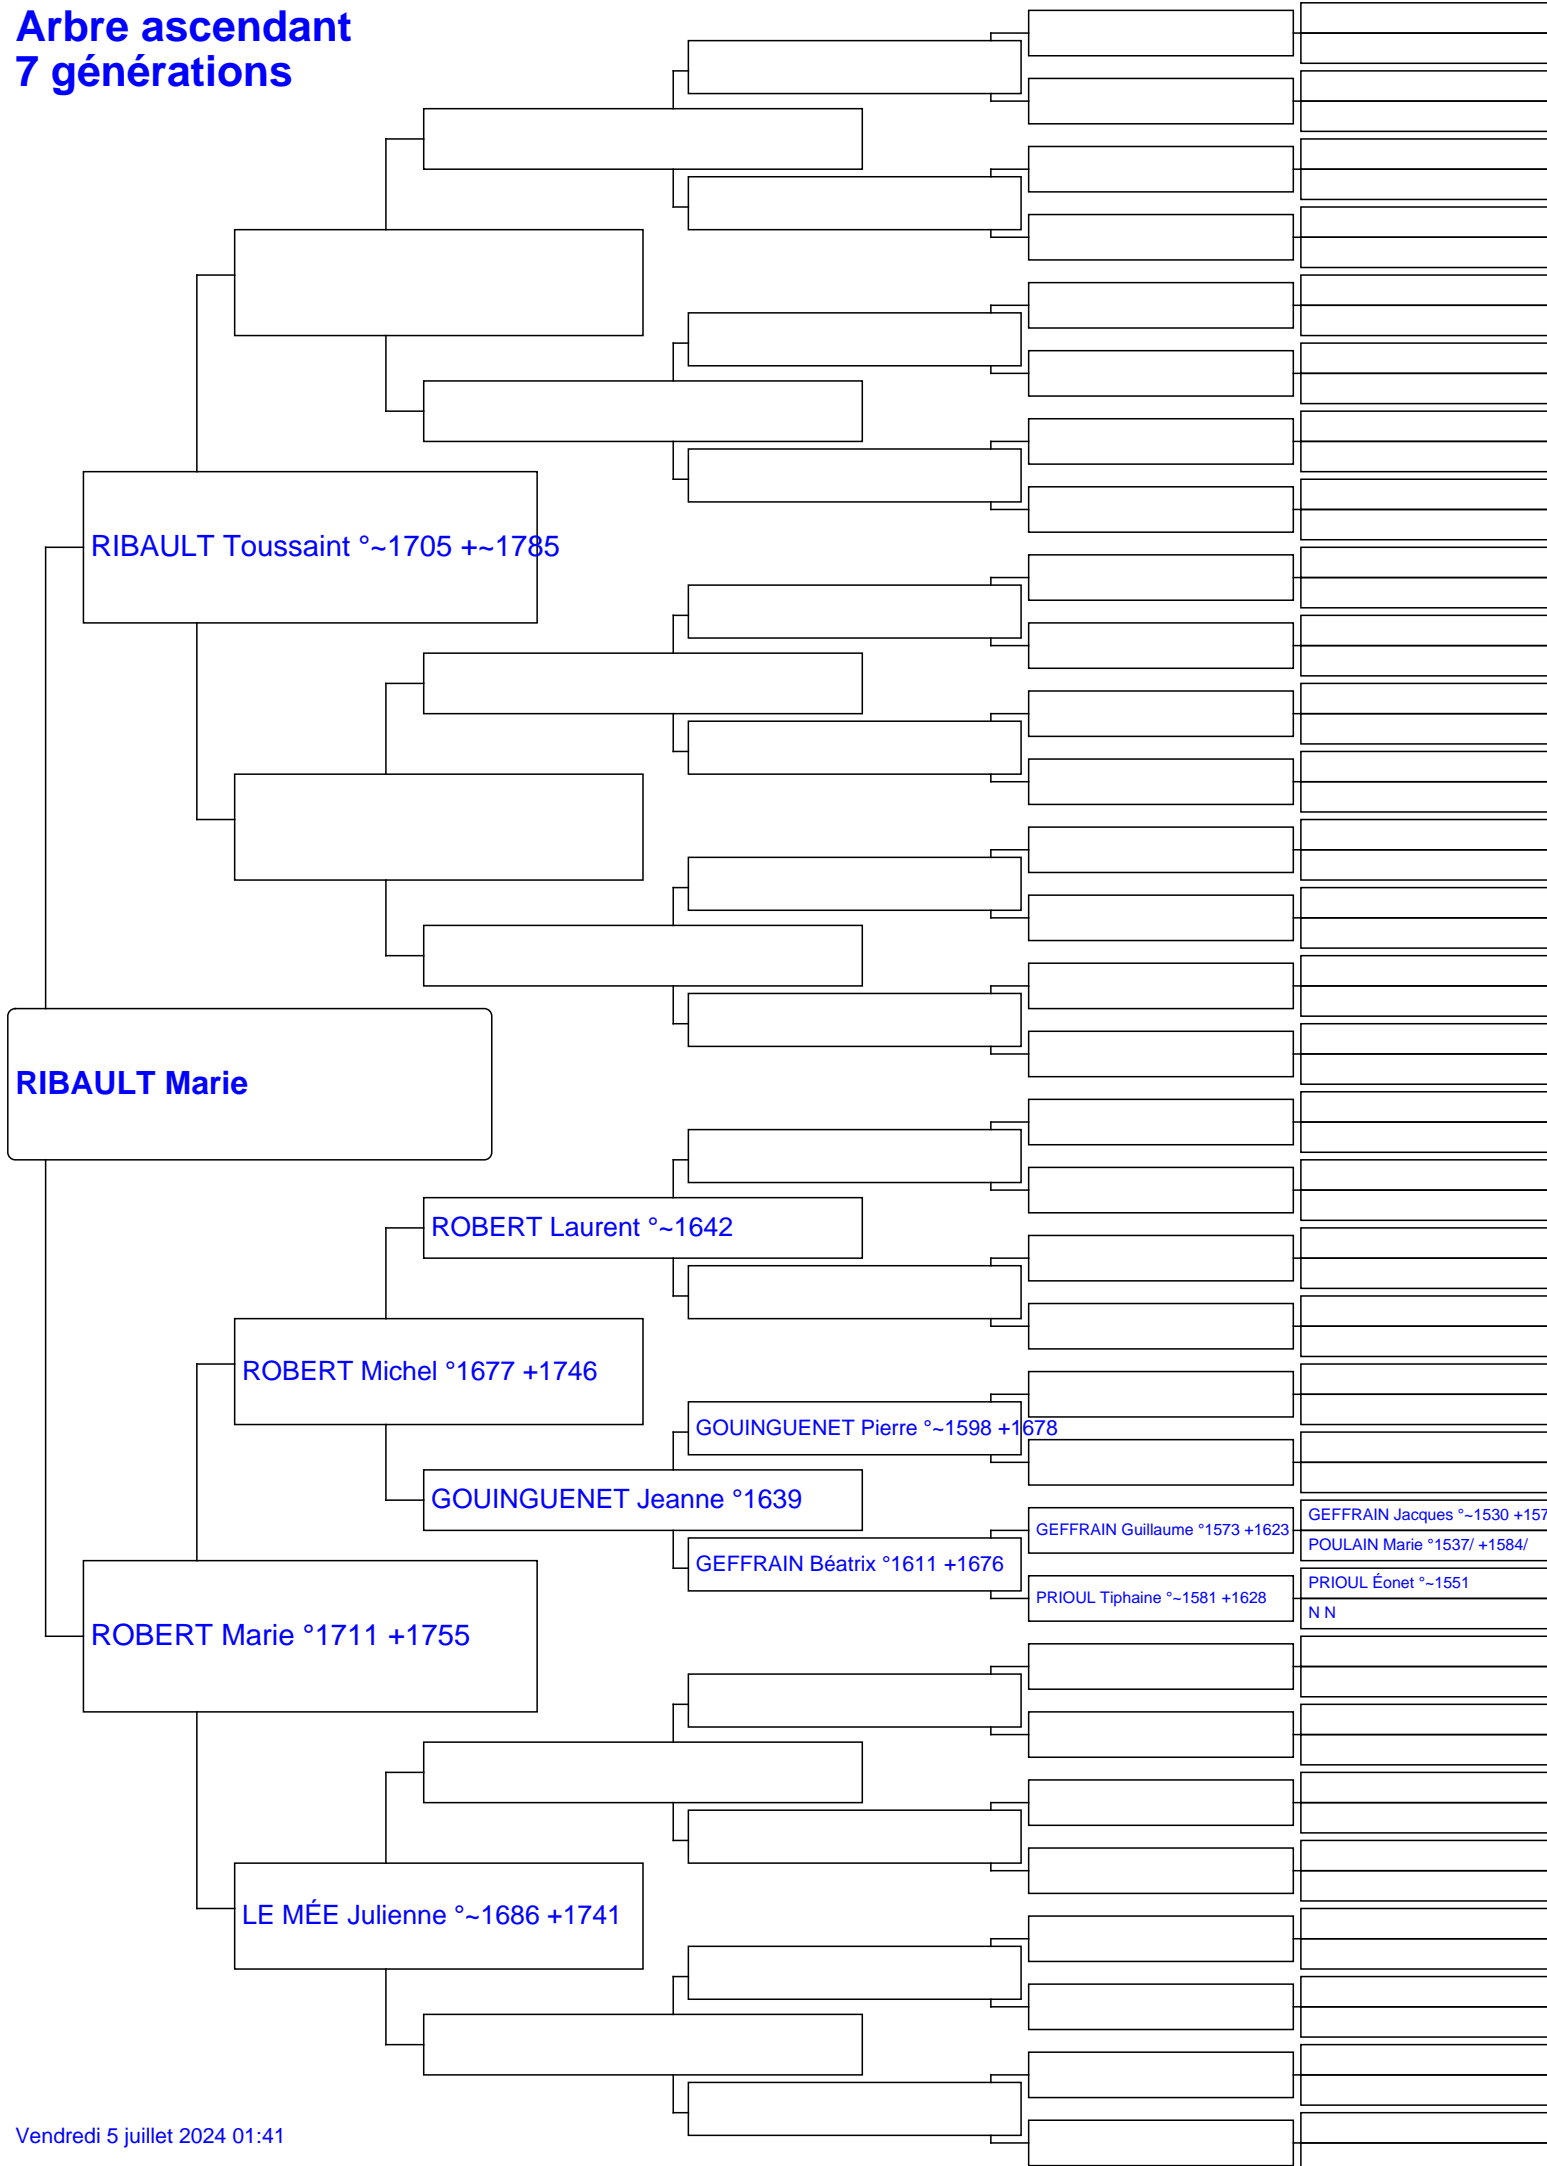 Arbre ascendant
7 générations
RIBAULT Toussaint °~1705 +~1785
RIBAULT Marie
ROBERT Laurent °~1642
ROBERT Michel °1677 +1746
GOUINGUENET Pierre °~1598 +1678
GOUINGUENET Jeanne °1639
GEFFRAIN Jacques °~1530 +157
GEFFRAIN Guillaume °1573 +1623
POULAIN Marie °1537/ +1584/
GEFFRAIN Béatrix °1611 +1676
PRIOUL Éonet °~1551
PRIOUL Tiphaine °~1581 +1628
N N
ROBERT Marie °1711 +1755
LE MÉE Julienne °~1686 +1741
Vendredi 5 juillet 2024 01:41